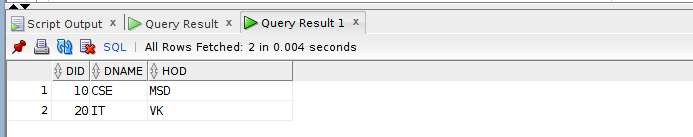 Script Output x Query Result x Query Result 1 x
SQL | All Rows Fetched: 2 in 0.004 seconds
DID DNAME HOD
1 10 CSE MSD
2 20 IT VK